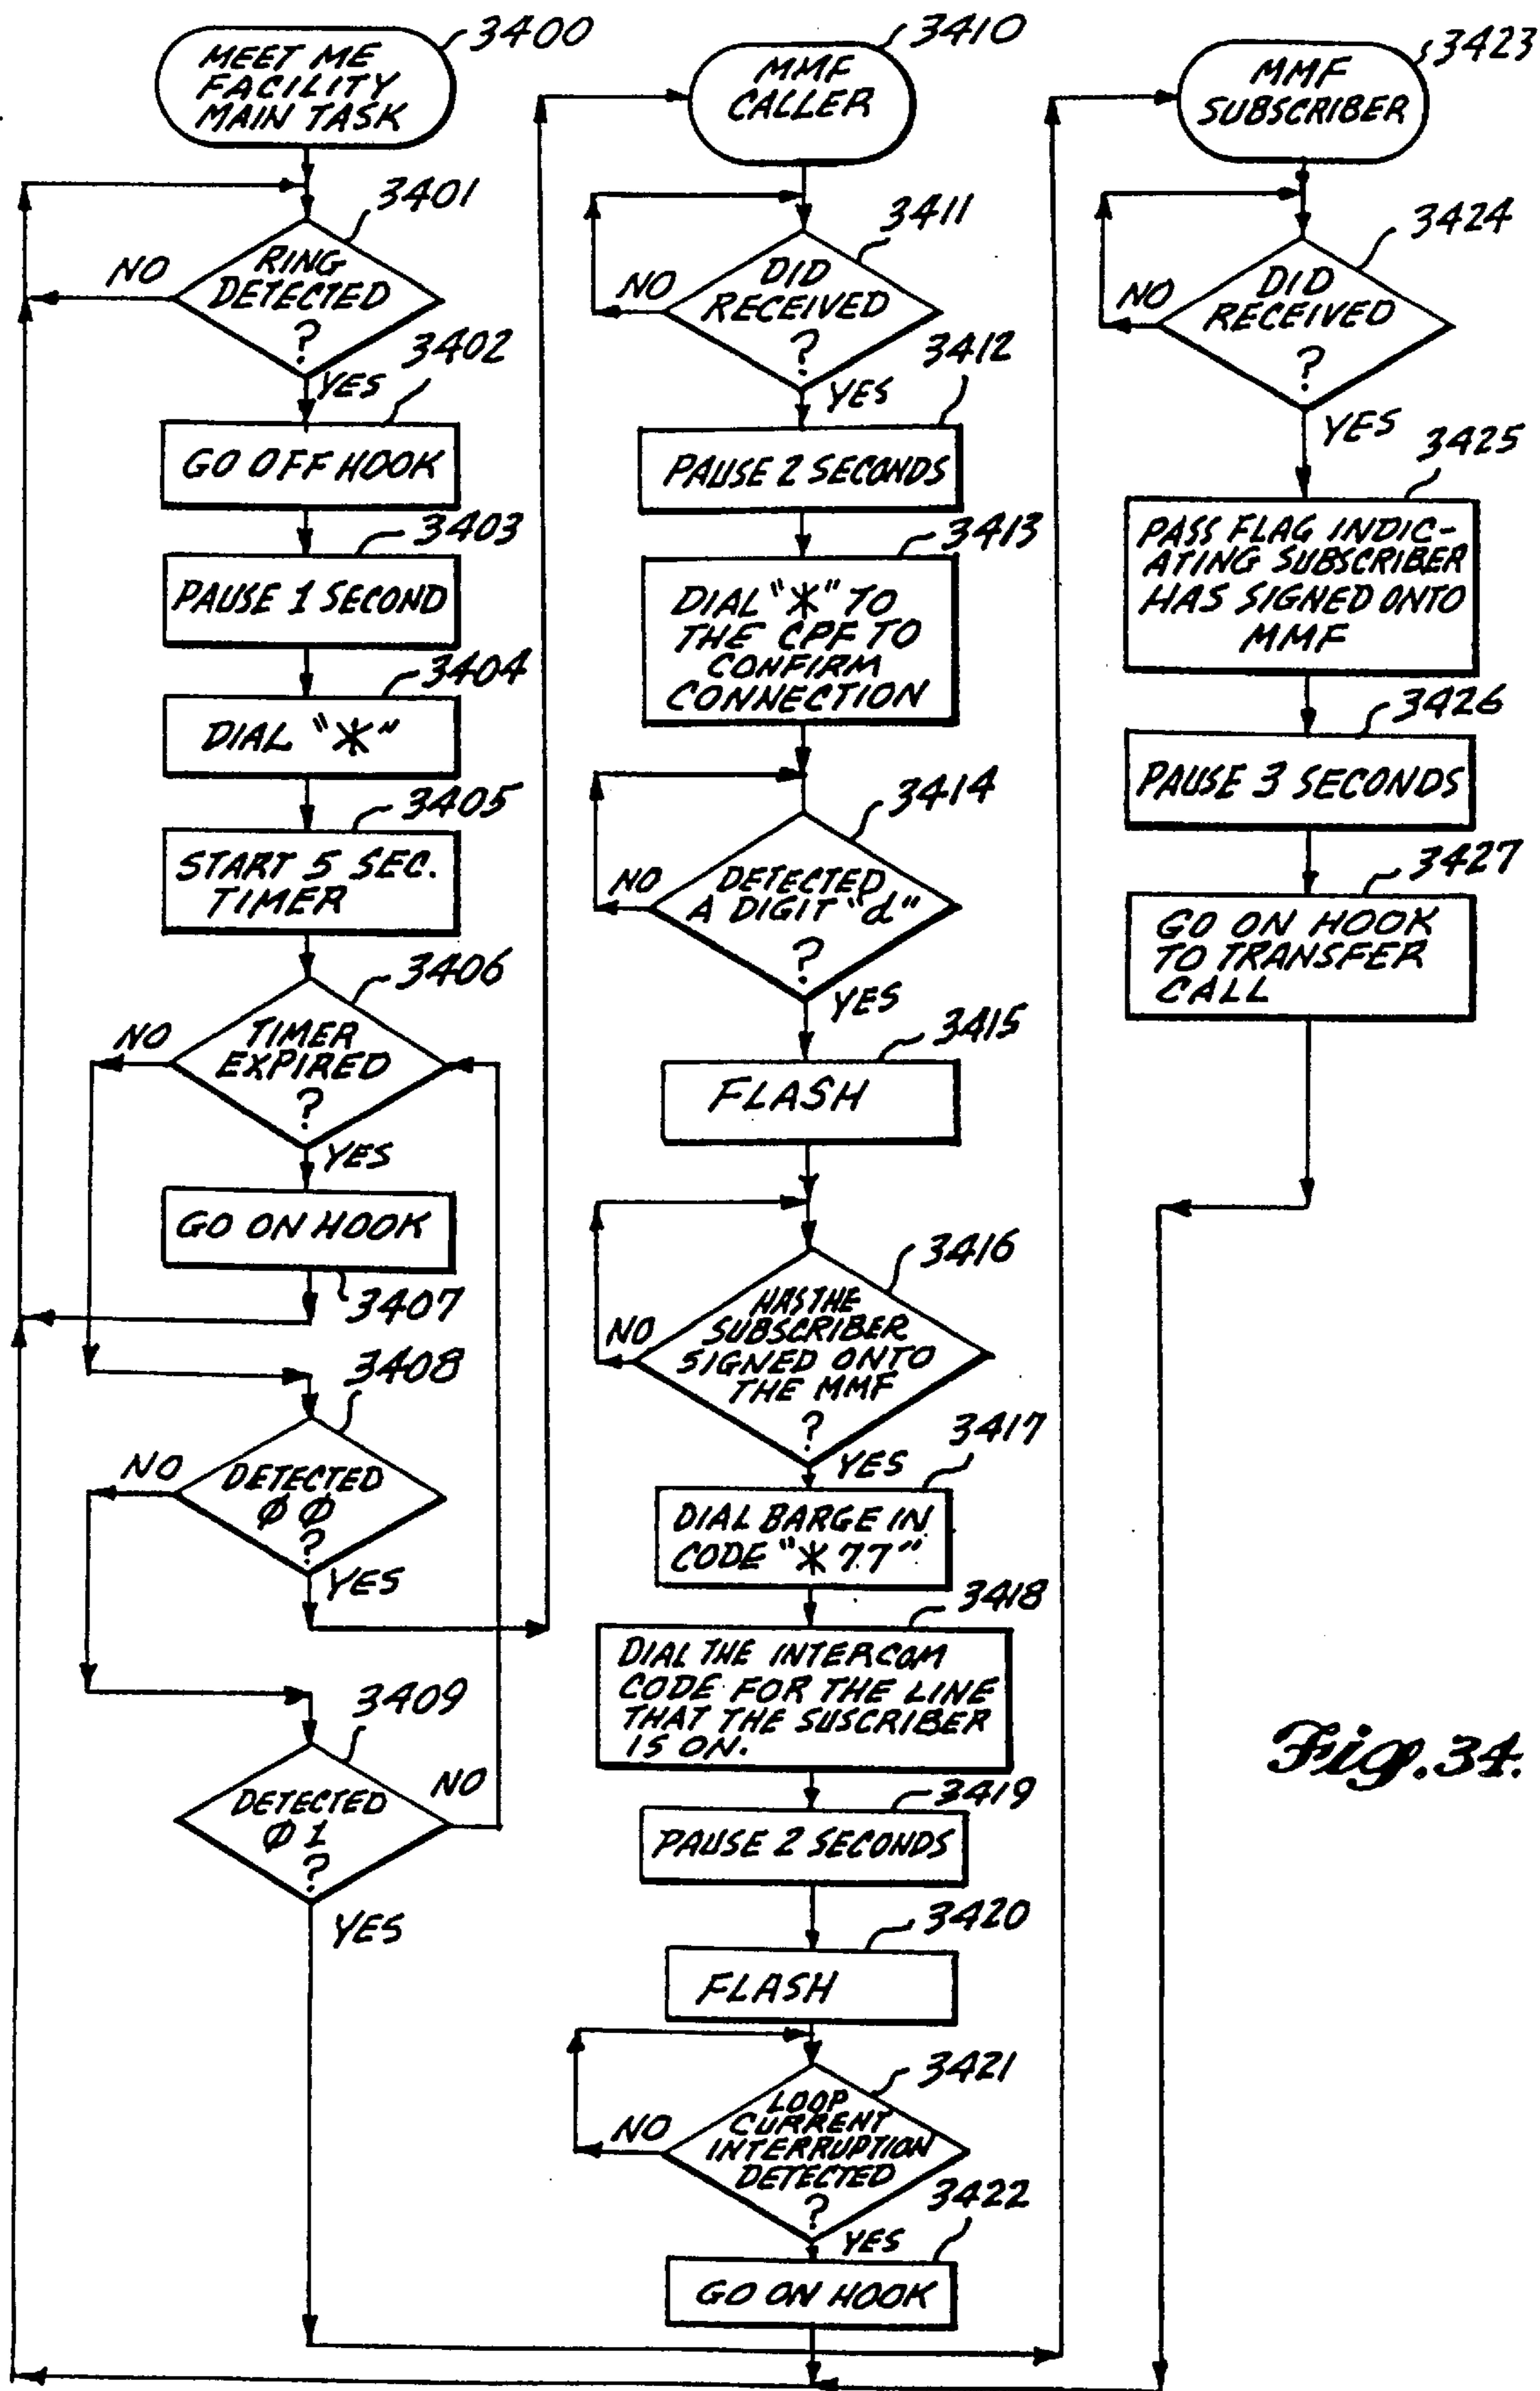 3400
MEET ME
FACILITY
MAIN TASK
3401
RING
DETECTED
?
NO
YES
3402
GO OFF HOOK
3403
PAUSE 1 SECOND
3404
DIAL "*"
3405
START 5 SEC.
TIMER
3406
TIMER
EXPIRED
?
NO
YES
GO ON HOOK
3407
3408
DETECTED
ØØ
?
NO
YES
3409
DETECTED
Ø1
?
NO
YES
3410
MMF
CALLER
3411
DID
RECEIVED
?
NO
YES
3412
PAUSE 2 SECONDS
3413
DIAL "*" TO
THE CPF TO
CONFIRM
CONNECTION
3414
DETECTED
A DIGIT "d"
?
NO
YES
3415
FLASH
3416
HAS THE
SUBSCRIBER
SIGNED ONTO
THE MMF
?
NO
YES
3417
DIAL BARGE IN
CODE "*77"
3418
DIAL THE INTERCOM
CODE FOR THE LINE
THAT THE SUSCRIBER
IS ON.
3419
PAUSE 2 SECONDS
3420
FLASH
3421
LOOP
CURRENT
INTERRUPTION
DETECTED
?
NO
YES
3422
GO ON HOOK
3423
MMF
SUBSCRIBER
3424
DID
RECEIVED
?
NO
YES
3425
PASS FLAG INDIC-
ATING SUBSCRIBER
HAS SIGNED ONTO
MMF
3426
PAUSE 3 SECONDS
3427
GO ON HOOK
TO TRANSFER
CALL
Fig. 34.